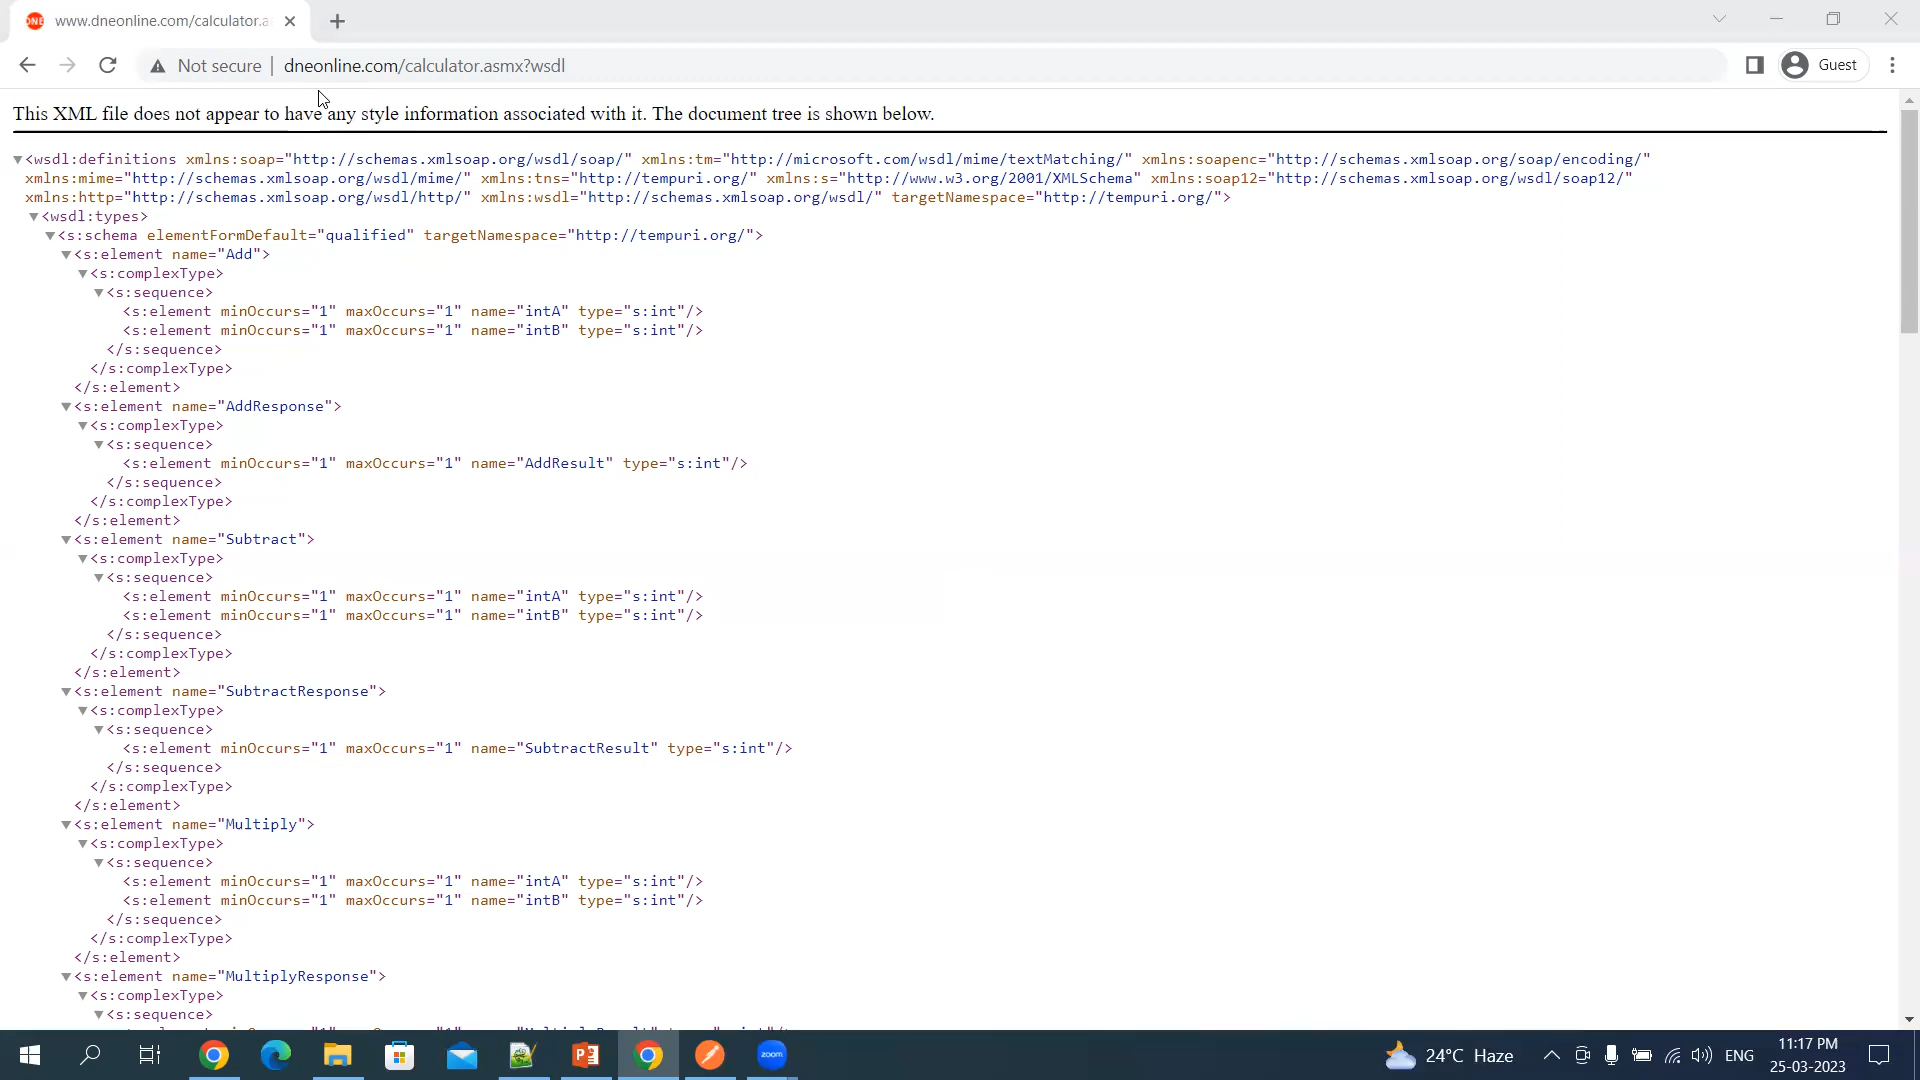 www.dneonline.com/calculator.a
Not secure | dneonline.com/calculator.asmx?wsdl
Guest
This XML file does not appear to have any style information associated with it. The document tree is shown below.
<wsdl:definitions xmlns:soap="http://schemas.xmlsoap.org/wsdl/soap/" xmlns:tm="http://microsoft.com/wsdl/mime/textMatching/" xmlns:soapenc="http://schemas.xmlsoap.org/soap/encoding/"
xmlns:mime="http://schemas.xmlsoap.org/wsdl/mime/" xmlns:tns="http://tempuri.org/" xmlns:s="http://www.w3.org/2001/XMLSchema" xmlns:soap12="http://schemas.xmlsoap.org/wsdl/soap12/"
xmlns:http="http://schemas.xmlsoap.org/wsdl/http/" xmlns:wsdl="http://schemas.xmlsoap.org/wsdl/" targetNamespace="http://tempuri.org/">
<wsdl:types>
<s:schema elementFormDefault="qualified" targetNamespace="http://tempuri.org/">
<s:element name="Add">
<s:complexType>
<s:sequence>
<s:element minOccurs="1" maxOccurs="1" name="intA" type="s:int"/>
<s:element minOccurs="1" maxOccurs="1" name="intB" type="s:int"/>
</s:sequence>
</s:complexType>
</s:element>
<s:element name="AddResponse">
<s:complexType>
<s:sequence>
<s:element minOccurs="1" maxOccurs="1" name="AddResult" type="s:int"/>
</s:sequence>
</s:complexType>
</s:element>
<s:element name="Subtract">
<s:complexType>
<s:sequence>
<s:element minOccurs="1" maxOccurs="1" name="intA" type="s:int"/>
<s:element minOccurs="1" maxOccurs="1" name="intB" type="s:int"/>
</s:sequence>
</s:complexType>
</s:element>
<s:element name="SubtractResponse">
<s:complexType>
<s:sequence>
<s:element minOccurs="1" maxOccurs="1" name="SubtractResult" type="s:int"/>
</s:sequence>
</s:complexType>
</s:element>
<s:element name="Multiply">
<s:complexType>
<s:sequence>
<s:element minOccurs="1" maxOccurs="1" name="intA" type="s:int"/>
<s:element minOccurs="1" maxOccurs="1" name="intB" type="s:int"/>
</s:sequence>
</s:complexType>
</s:element>
<s:element name="MultiplyResponse">
<s:complexType>
<s:sequence>
zoom
24°C Haze
ENG
11:17 PM
25-03-2023